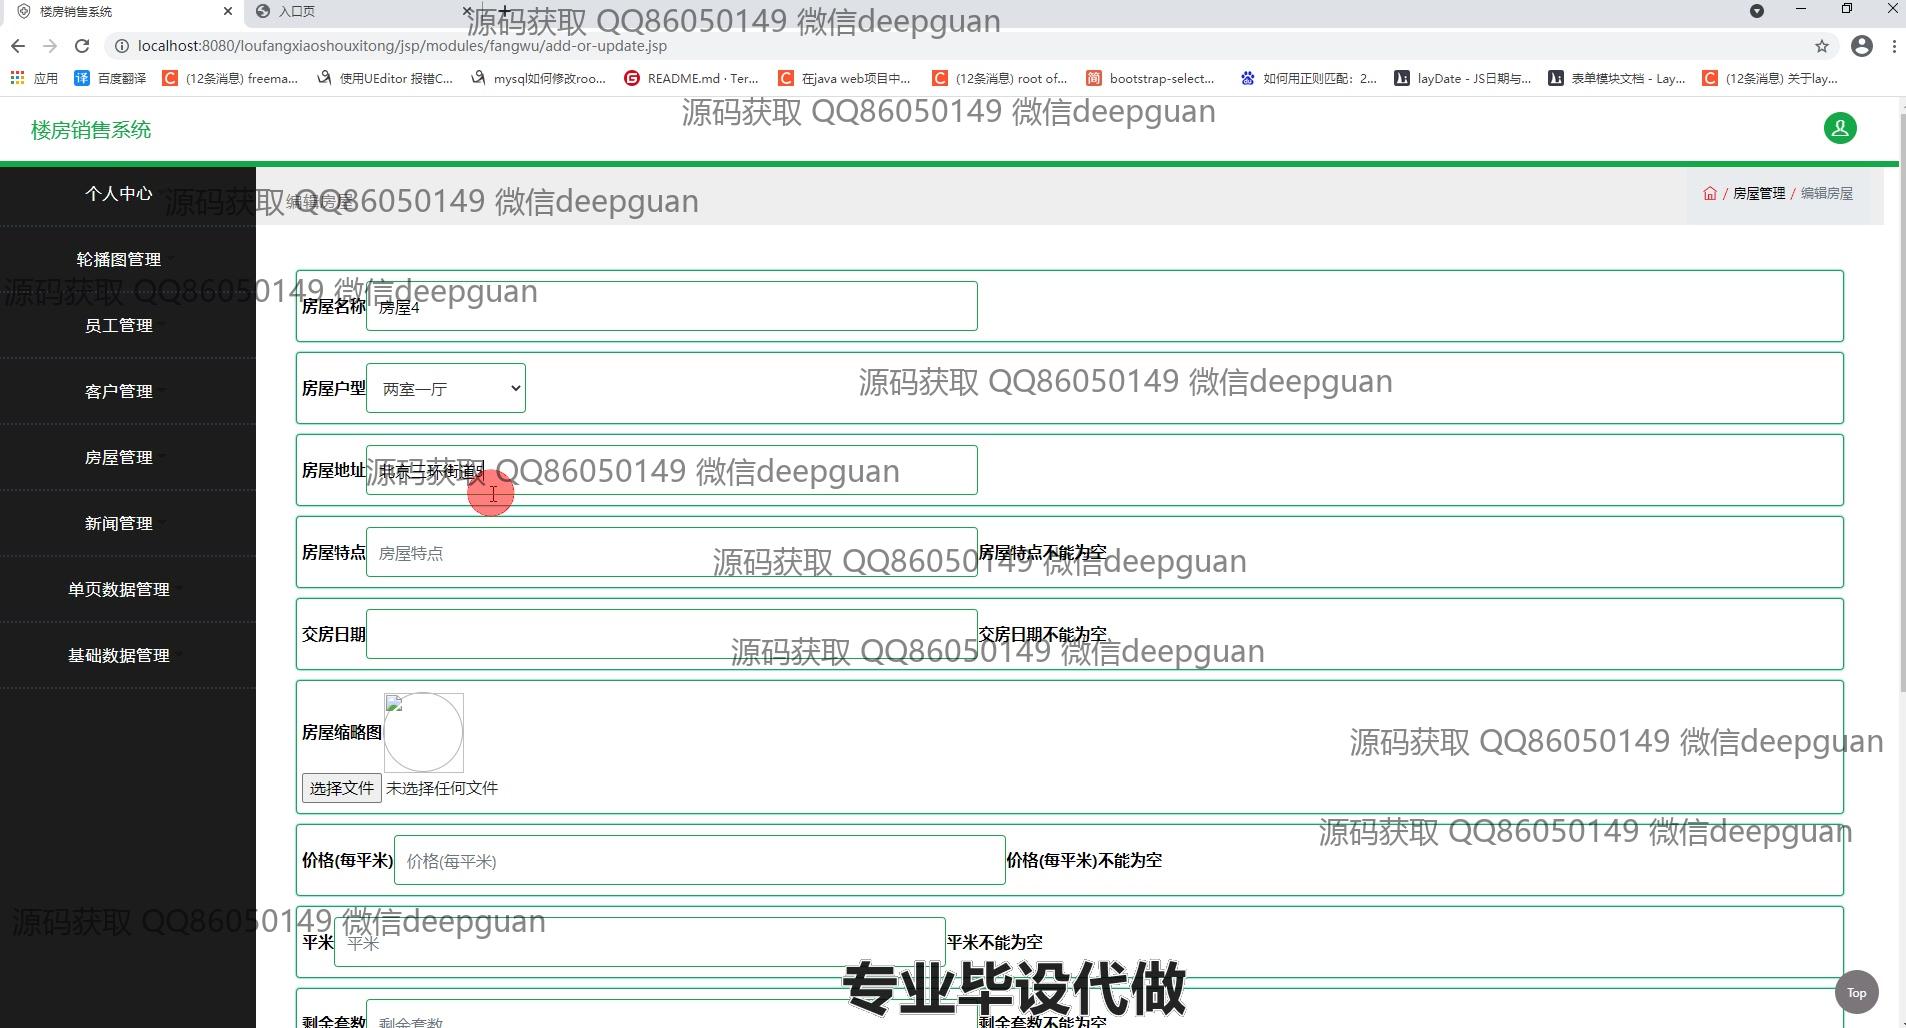 楼房销售系统
入口页
源码获取 QQ86050149 微信deepguan
localhost:8080/loufangxiaoshouxitong/jsp/modules/fangwu/add-or-update.jsp
应用
百度翻译
(12条消息) freema...
使用UEditor 报错C...
mysql如何修改roo...
README.md · Ter...
在java web项目中...
(12条消息) root of...
bootstrap-select...
如何用正则匹配：2...
layDate - JS日期与...
表单模块文档 - Lay...
(12条消息) 关于lay...
源码获取 QQ86050149 微信deepguan
楼房销售系统
个人中心
源码获取 QQ86050149 微信deepguan
编辑房屋
/ 房屋管理 / 编辑房屋
轮播图管理
源码获取 QQ86050149 微信deepguan
房屋名称
房屋4
员工管理
客户管理
房屋户型
两室一厅
源码获取 QQ86050149 微信deepguan
房屋管理
房屋地址
北京三环街道5
源码获取 QQ86050149 微信deepguan
新闻管理
房屋特点
房屋特点
房屋特点不能为空
源码获取 QQ86050149 微信deepguan
单页数据管理
交房日期
交房日期不能为空
源码获取 QQ86050149 微信deepguan
基础数据管理
房屋缩略图
源码获取 QQ86050149 微信deepguan
选择文件 未选择任何文件
源码获取 QQ86050149 微信deepguan
价格(每平米)
价格(每平米)
价格(每平米)不能为空
源码获取 QQ86050149 微信deepguan
平米
平米
平米不能为空
专业毕设代做
Top
剩余套数
剩余套数
剩余套数不能为空